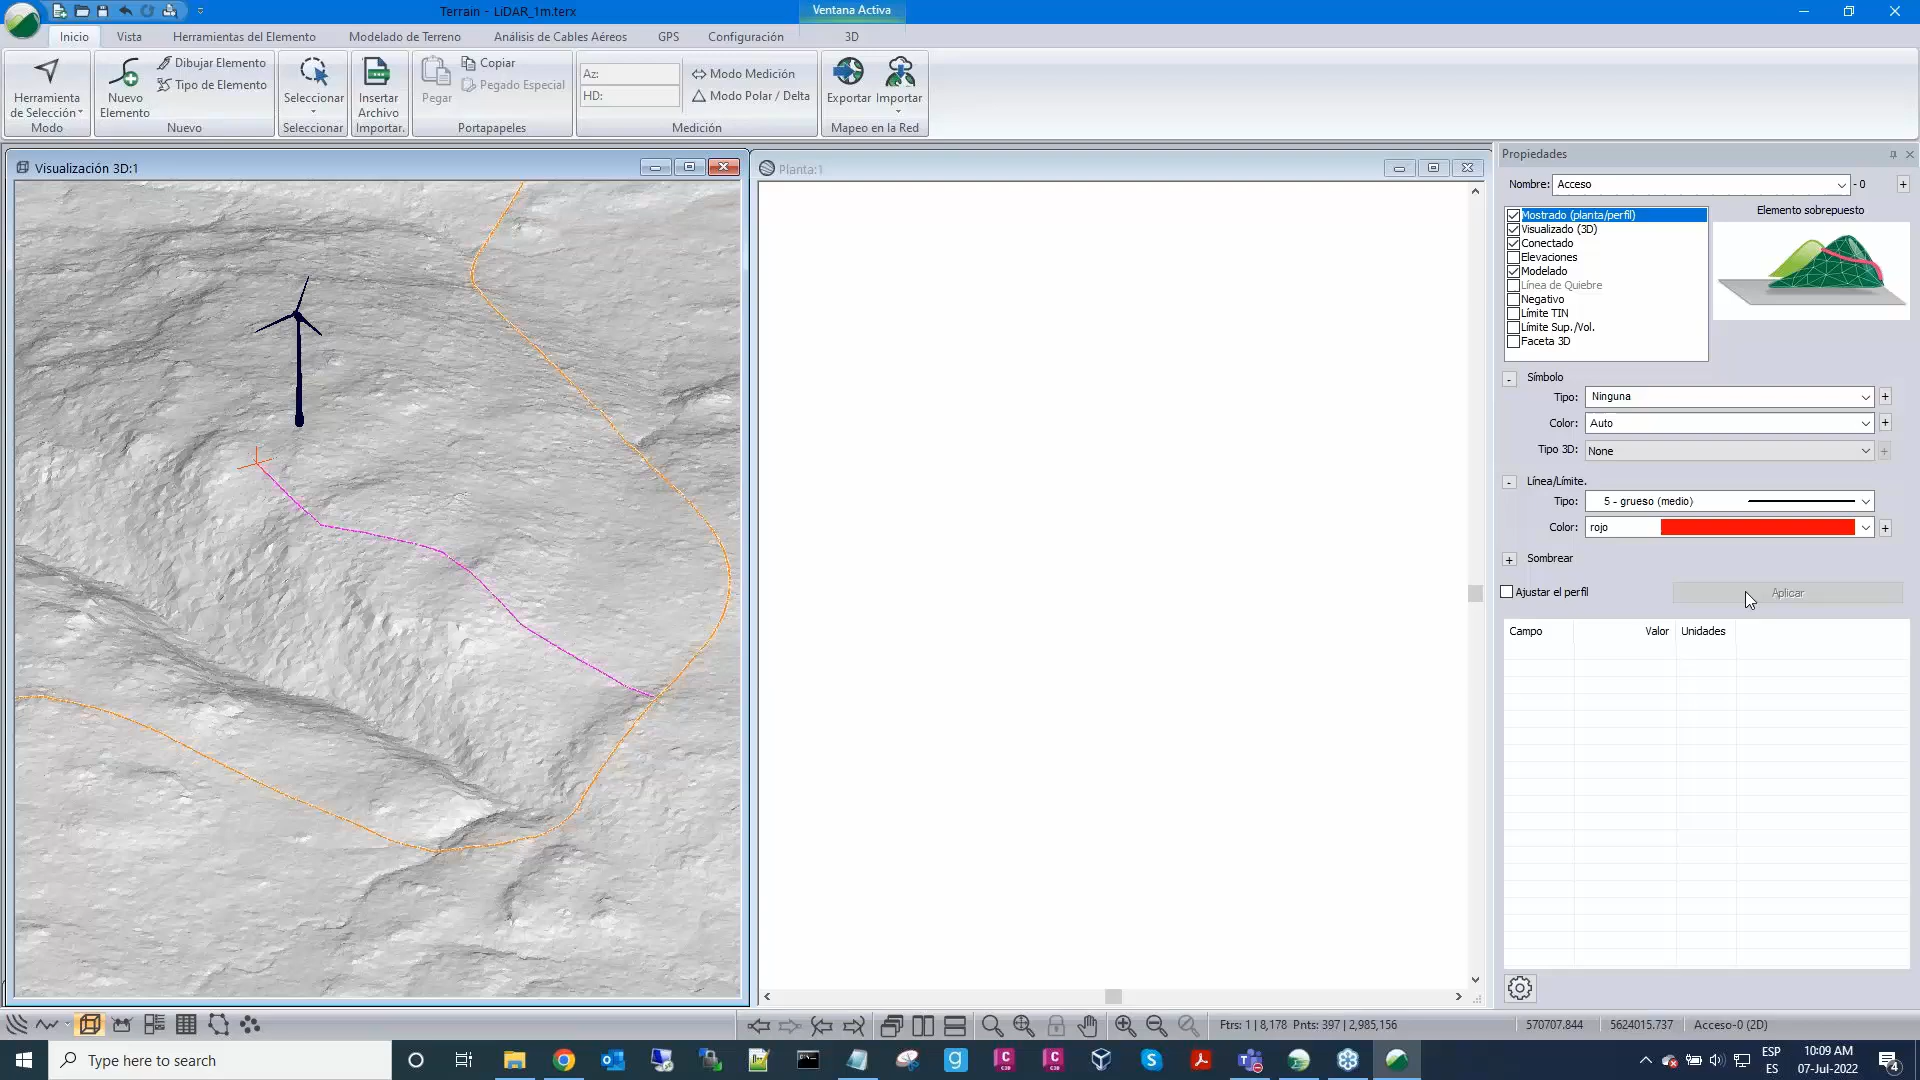 Terrain - LiDAR_1m.terx
Ventana Activa
Inicio
Vista
Herramientas del Elemento
Modelado de Terreno
Análisis de Cables Aéreos
GPS
Configuración
3D
Herramienta
de Selección
Modo
Nuevo
Elemento
Dibujar Elemento
Tipo de Elemento
Nuevo
Seleccionar
Seleccionar
Insertar
Archivo
Importar.
Pegar
Copiar
Pegado Especial
Portapapeles
Az:
HD:
Modo Medición
Modo Polar / Delta
Medición
Exportar
Importar
Mapeo en la Red
Visualización 3D:1
Planta:1
Propiedades
Nombre: Acceso - 0
Mostrado (planta/perfil)
Visualizado (3D)
Conectado
Elevaciones
Modelado
Línea de Quiebre
Negativo
Límite TIN
Límite Sup./Vol.
Faceta 3D
Elemento sobrepuesto
Símbolo
Tipo: Ninguna
Color: Auto
Tipo 3D: None
Línea/Límite.
Tipo: 5 - grueso (medio)
Color: rojo
Sombrear
Ajustar el perfil
Aplicar
Campo Valor Unidades
Ftrs: 1 | 8,178 Pnts: 397 | 2,985,156
570707.844
5624015.737
Acceso-0 (2D)
Type here to search
ESP
ES
10:09 AM
07-Jul-2022
4